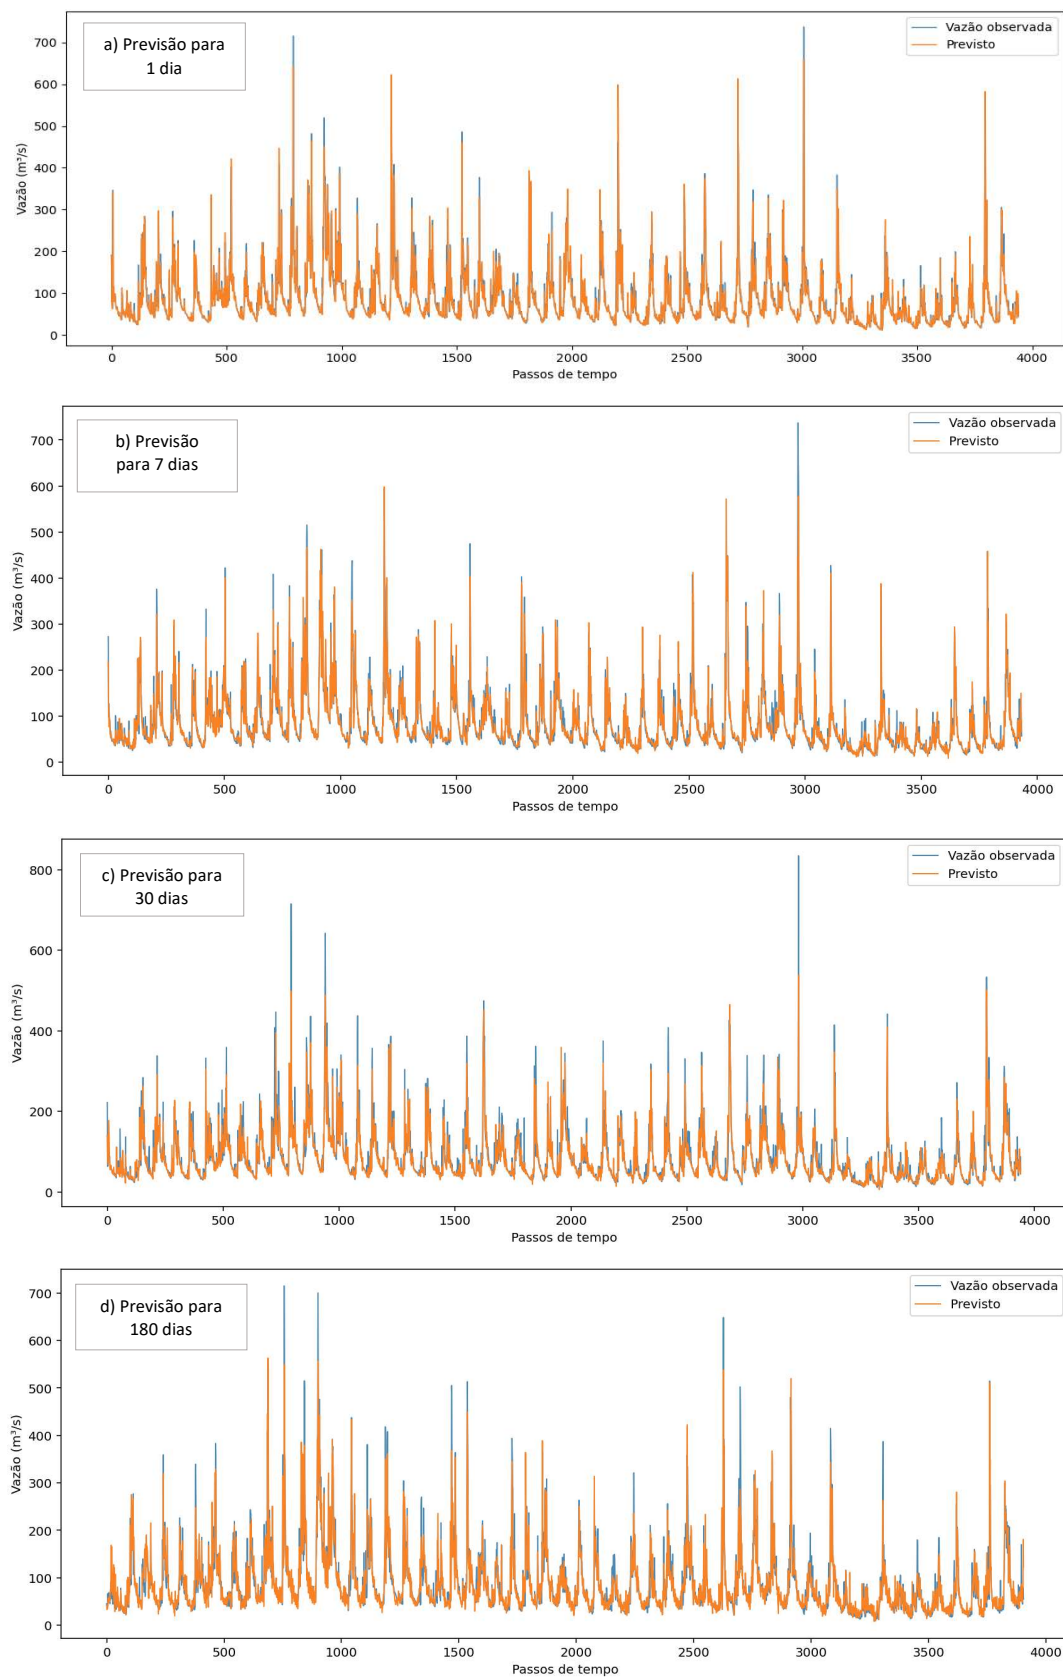 a) Previsão para
1 dia
Vazão observada
Previsto
700
600
500
400
300
200
100
0
Vazão (m³/s)
0 500 1000 1500 2000 2500 3000 3500 4000
Passos de tempo
b) Previsão
para 7 dias
Vazão observada
Previsto
700
600
500
400
300
200
100
0
Vazão (m³/s)
0 500 1000 1500 2000 2500 3000 3500 4000
Passos de tempo
c) Previsão para
30 dias
Vazão observada
Previsto
800
600
400
200
0
Vazão (m³/s)
0 500 1000 1500 2000 2500 3000 3500 4000
Passos de tempo
d) Previsão para
180 dias
Vazão observada
Previsto
700
600
500
400
300
200
100
0
Vazão (m³/s)
0 500 1000 1500 2000 2500 3000 3500 4000
Passos de tempo